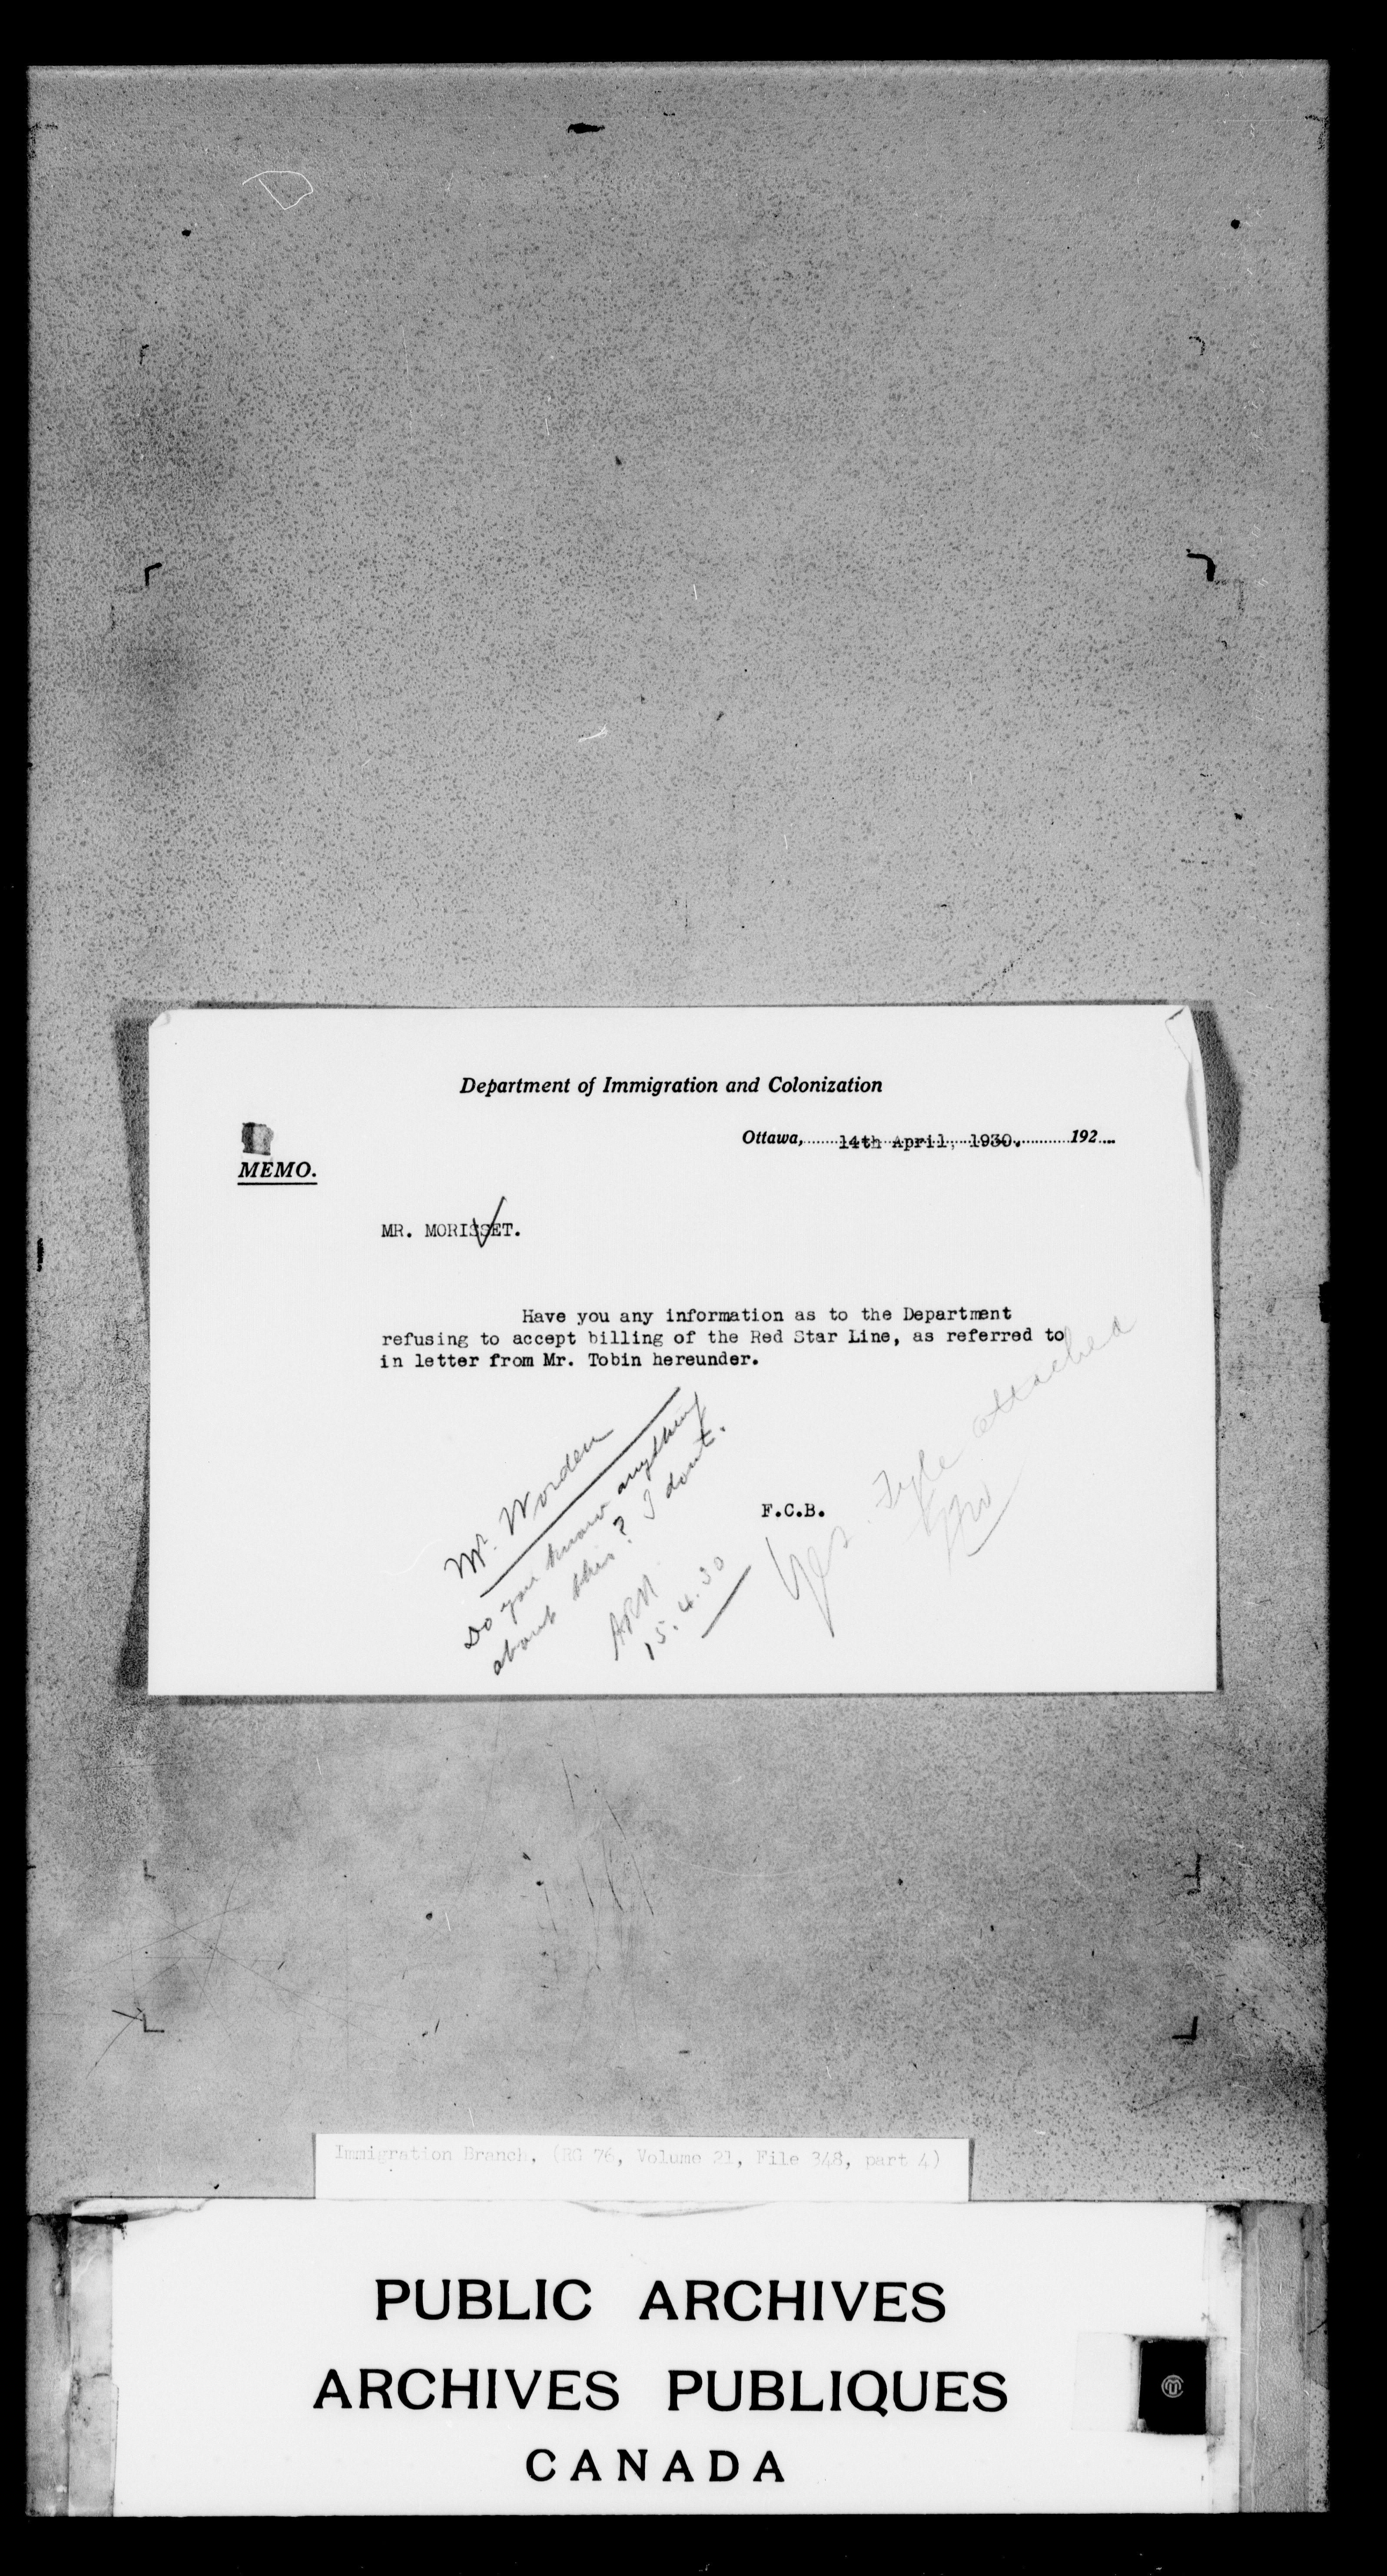 Department of Immigration and Colonization
Ottawa, 14th April, 1930. 192
MEMO.
MR. MORISSET.
Have you any information as to the Department
refusing to accept billing of the Red Star Line, as referred to
in letter from Mr. Tobin hereunder.
F.C.B.
Mr. Worden
Do you know anything
about this? I dont.
ARM
15.4.30
Yes. Fyle attached
Immigration Branch, (RG 76, Volume 21, File 348, part 4)
PUBLIC ARCHIVES
ARCHIVES PUBLIQUES
CANADA